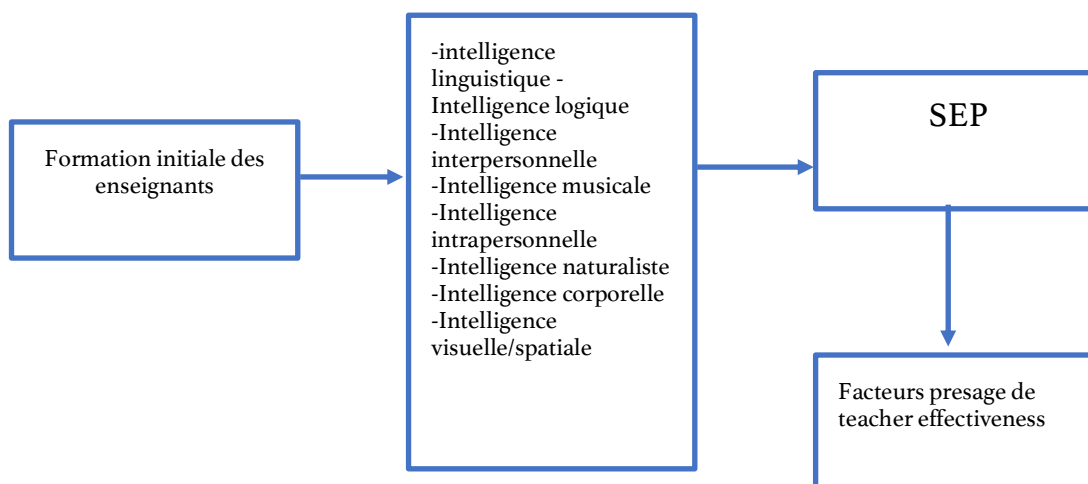 Formation initiale des
enseignants
-intelligence
linguistique -
Intelligence logique
-Intelligence
interpersonnelle
-Intelligence musicale
-Intelligence
intrapersonnelle
-Intelligence naturaliste
-Intelligence corporelle
-Intelligence
visuelle/spatiale
SEP
Facteurs presage de
teacher effectiveness